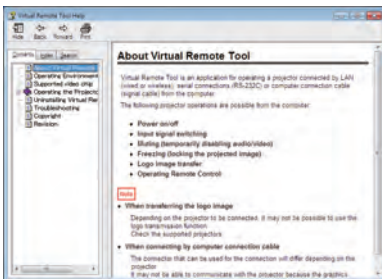 Virtual Remote Tool Help
Hide Back Forward Print
Contents Index Search
About Virtual Remote
Operating Environment
Supported video chip
Operating the Projecto
Uninstalling Virtual Rer
Troubleshooting
Copyright
Revision
About Virtual Remote Tool
Virtual Remote Tool is an application for operating a projector connected by LAN
(wired or wireless), serial connections (RS-232C) or computer connection cable
(signal cable) from the computer.
The following projector operations are possible from the computer.
• Power on/off
• Input signal switching
• Muting (temporarily disabling audio/video)
• Freezing (locking the projected image)
• Logo image transfer
• Operating Remote Control
Note
• When transferring the logo image
Depending on the projector to be connected, it may not be possible to use the
logo transmission function.
Check the supported projectors.
• When connecting by computer connection cable
The connector that can be used for the connection will differ depending on the
projector.
It may not be able to communicate with the projector because the graphics